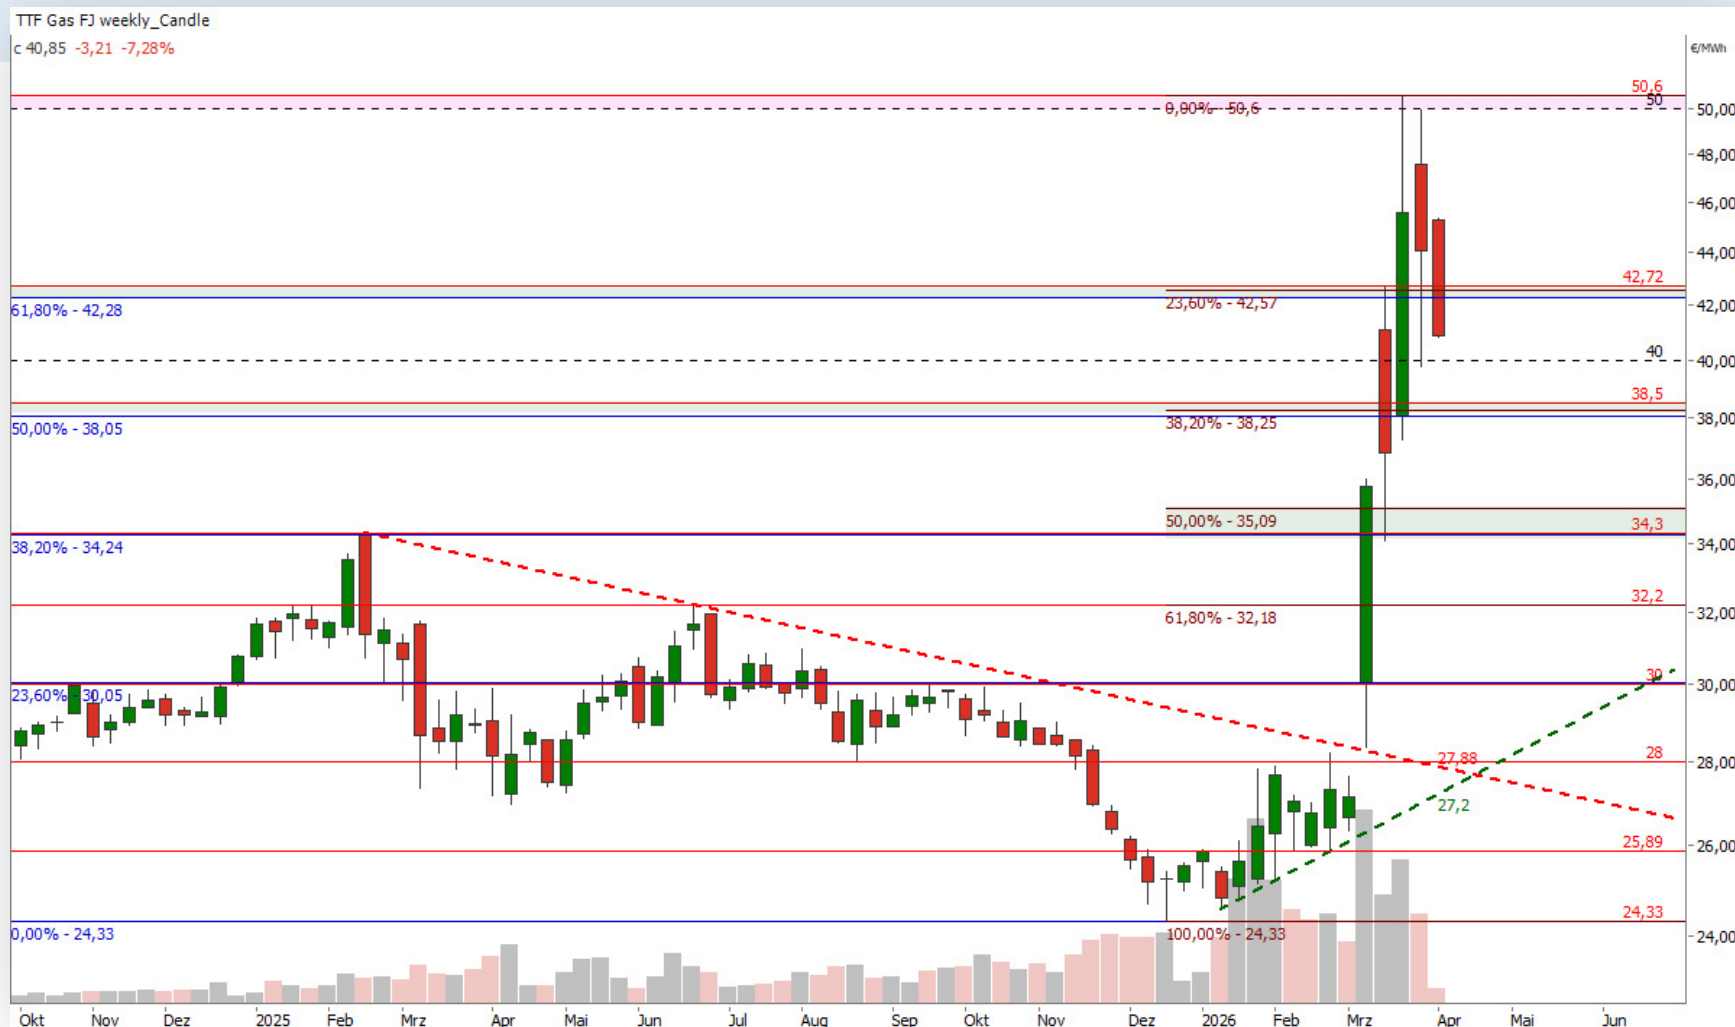 TTF Gas FJ weekly_Candle
c 40,85 -3,21 -7,28%
€/MWh
50,6
50
0,00% - 50,6
50,00
48,00
46,00
44,00
42,72
23,60% - 42,57
61,80% - 42,28
42,00
40
40,00
38,5
38,20% - 38,25
50,00% - 38,05
38,00
36,00
50,00% - 35,09
34,3
38,20% - 34,24
34,00
32,2
61,80% - 32,18
32,00
30
23,60% - 30,05
30,00
27,88
28
28,00
27,2
25,89
26,00
24,33
0,00% - 24,33
100,00% - 24,33
24,00
Okt Nov Dez 2025 Feb Mrz Apr Mai Jun Jul Aug Sep Okt Nov Dez 2026 Feb Mrz Apr Mai Jun